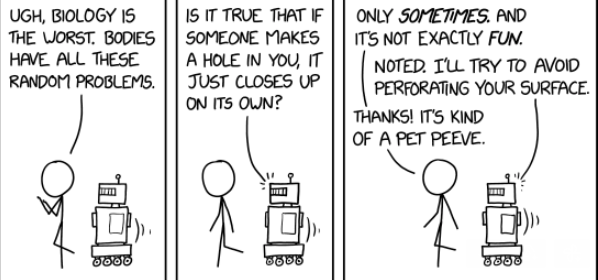 UGH, BIOLOGY IS
THE WORST. BODIES
HAVE ALL THESE
RANDOM PROBLEMS.
IS IT TRUE THAT IF
SOMEONE MAKES
A HOLE IN YOU, IT
JUST CLOSES UP
ON ITS OWN?
ONLY SOMETIMES. AND
IT'S NOT EXACTLY FUN.
NOTED. I'LL TRY TO AVOID
PERFORATING YOUR SURFACE.
THANKS! IT'S KIND
OF A PET PEEVE.